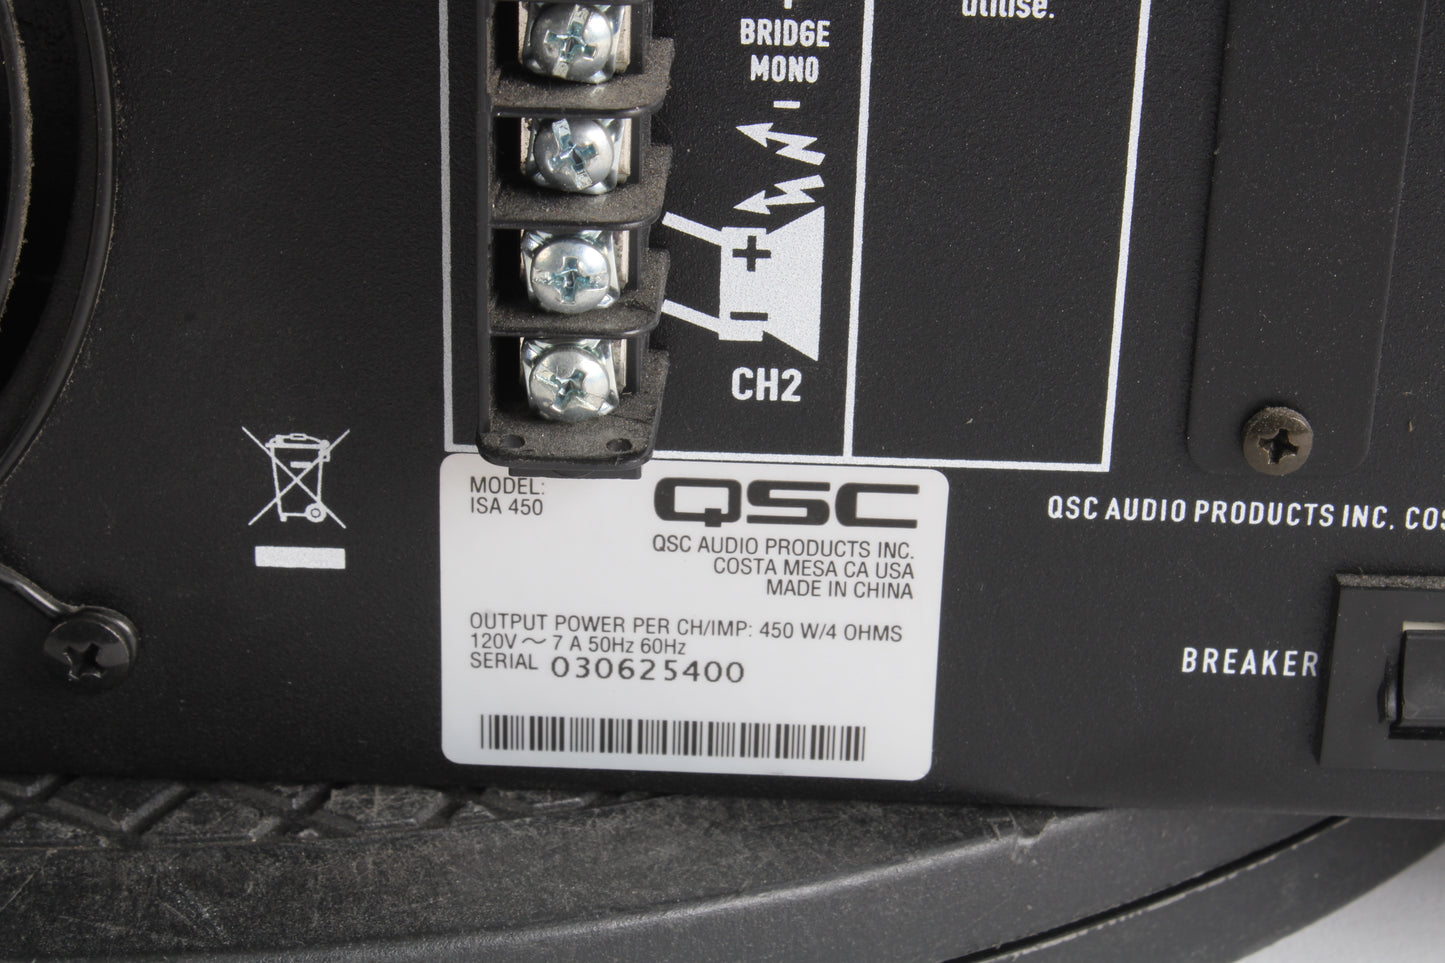 utilise.
+
BRIDGE
MONO
-
+
-
CH2
MODEL:
ISA 450
QSC
QSC AUDIO PRODUCTS INC.
COSTA MESA CA USA
MADE IN CHINA
OUTPUT POWER PER CH/IMP: 450 W/4 OHMS
120V ~ 7 A 50Hz 60Hz
SERIAL 030625400
QSC AUDIO PRODUCTS INC. COS
BREAKER